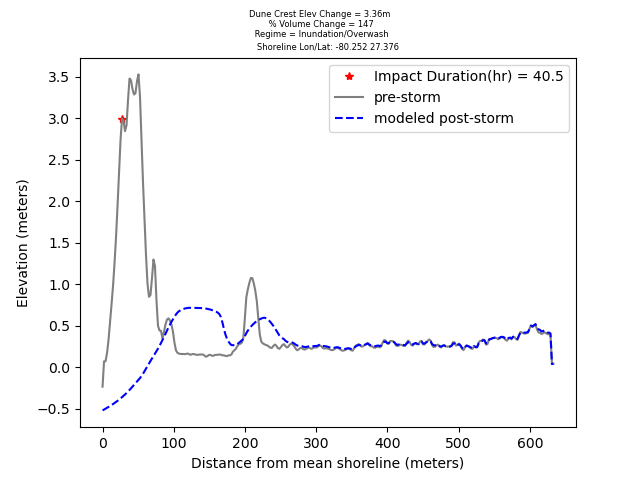 Dune Crest Elev Change = 3.36m
% Volume Change = 147
Regime = Inundation/Overwash
Shoreline Lon/Lat: -80.252 27.376
Impact Duration(hr) = 40.5
pre-storm
modeled post-storm
Elevation (meters)
3.5
3.0
2.5
2.0
1.5
1.0
0.5
0.0
−0.5
0 100 200 300 400 500 600
Distance from mean shoreline (meters)